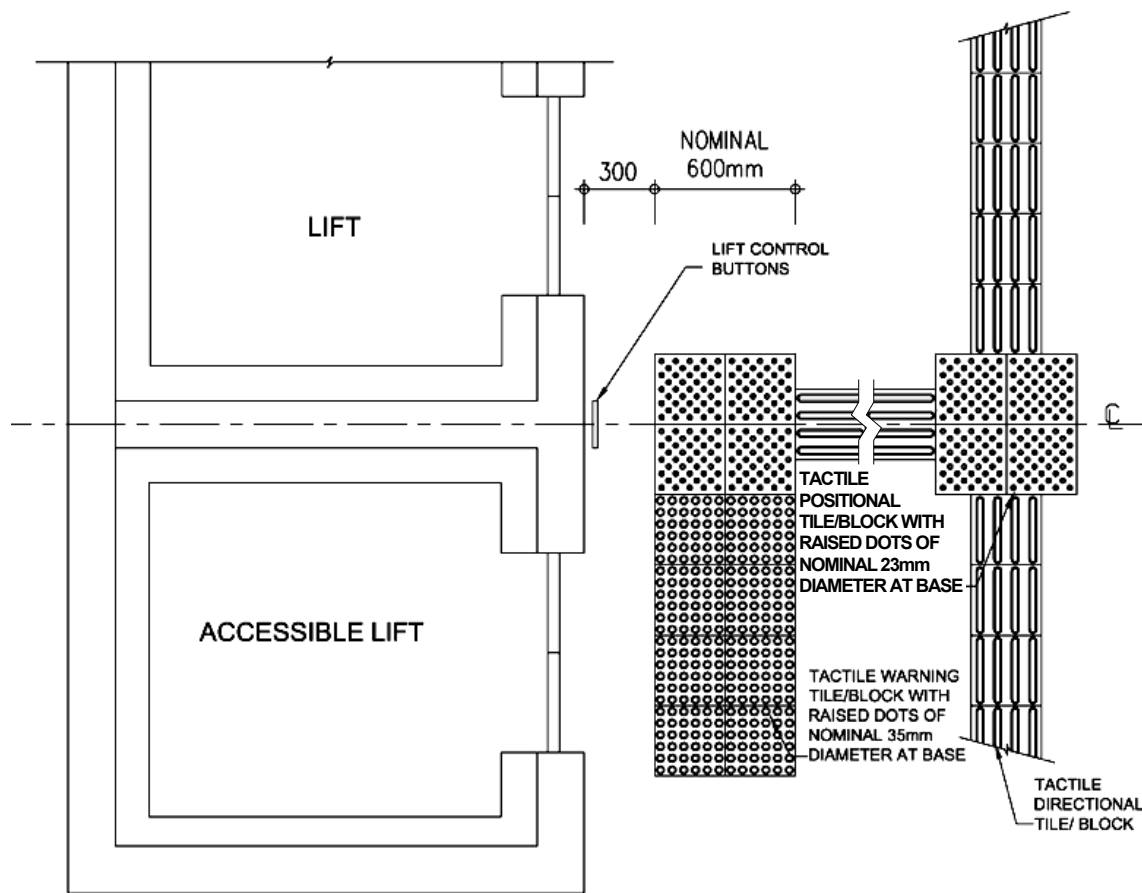 NOMINAL
300 600mm
LIFT
LIFT CONTROL
BUTTONS
CL
TACTILE
POSITIONAL
TILE/BLOCK WITH
RAISED DOTS OF
NOMINAL 23mm
DIAMETER AT BASE
ACCESSIBLE LIFT
TACTILE WARNING
TILE/BLOCK WITH
RAISED DOTS OF
NOMINAL 35mm
DIAMETER AT BASE
TACTILE
DIRECTIONAL
TILE/ BLOCK